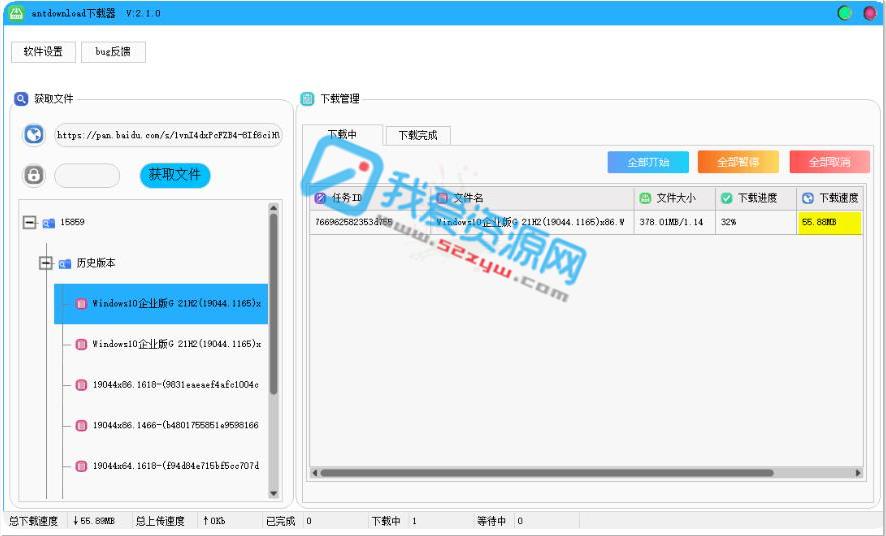 antdownload下载器 V:2.1.0
软件设置 bug反馈
获取文件
https://pan.baidu.com/s/1vnI4dxPcFZB4-8If6ciH
获取文件
15859
历史版本
Windows10企业版G 21H2(19044.1165)x
Windows10企业版G 21H2(19044.1165)x
19044x86.1618-(9831eaeaef4afc1004c
19044x86.1466-(b4801755851e9598166
19044x64.1618-(f94d84e715bf5cc707d
下载管理
下载中 下载完成
全部开始 全部暂停 全部取消
任务ID 文件名 文件大小 下载进度 下载速度
766962582353d755 Windows10企业版G 21H2(19044.1165)x86.W 378.01MB/1.14 32% 55.88MB
我爱资源网
www.52zyw.com
总下载速度 ↓55.89MB 总上传速度 ↑0Kb 已完成 0 下载中 1 等待中 0